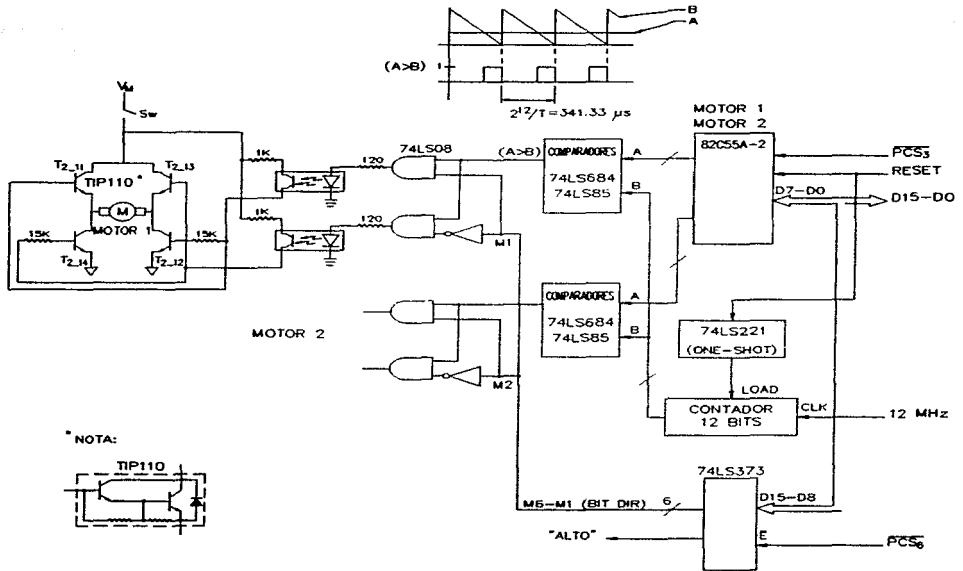 B
A
(A>B) 1
2^12/T=341.33 µs
VM
Sw
T2_11
T2_13
TIP110*
M
MOTOR 1
15K
15K
T2_14
T2_12
1K
120
1K
120
74LS08
(A>B)
COMPARADORES
74LS684
74LS85
A
B
M1
MOTOR 1
MOTOR 2
82C55A-2
PCS3
RESET
D7-D0
D15-D0
MOTOR 2
COMPARADORES
74LS684
74LS85
A
B
M2
74LS221
(ONE-SHOT)
LOAD
CONTADOR
12 BITS
CLK
12 MHz
*NOTA:
TIP110
74LS373
M6-M1 (BIT DIR)
6
D15-D8
"ALTO"
E
PCS6